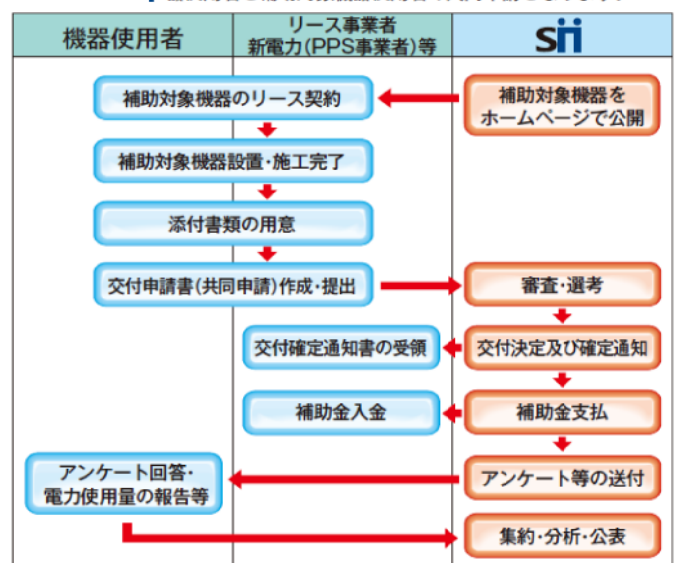 機器使用者
リース事業者
新電力(PPS事業者)等
sii
補助対象機器を
ホームページで公開
補助対象機器のリース契約
補助対象機器設置・施工完了
添付書類の用意
交付申請書(共同申請)作成・提出
審査・選考
交付決定及び確定通知
交付確定通知書の受領
補助金支払
補助金入金
アンケート等の送付
アンケート回答・
電力使用量の報告等
集約・分析・公表